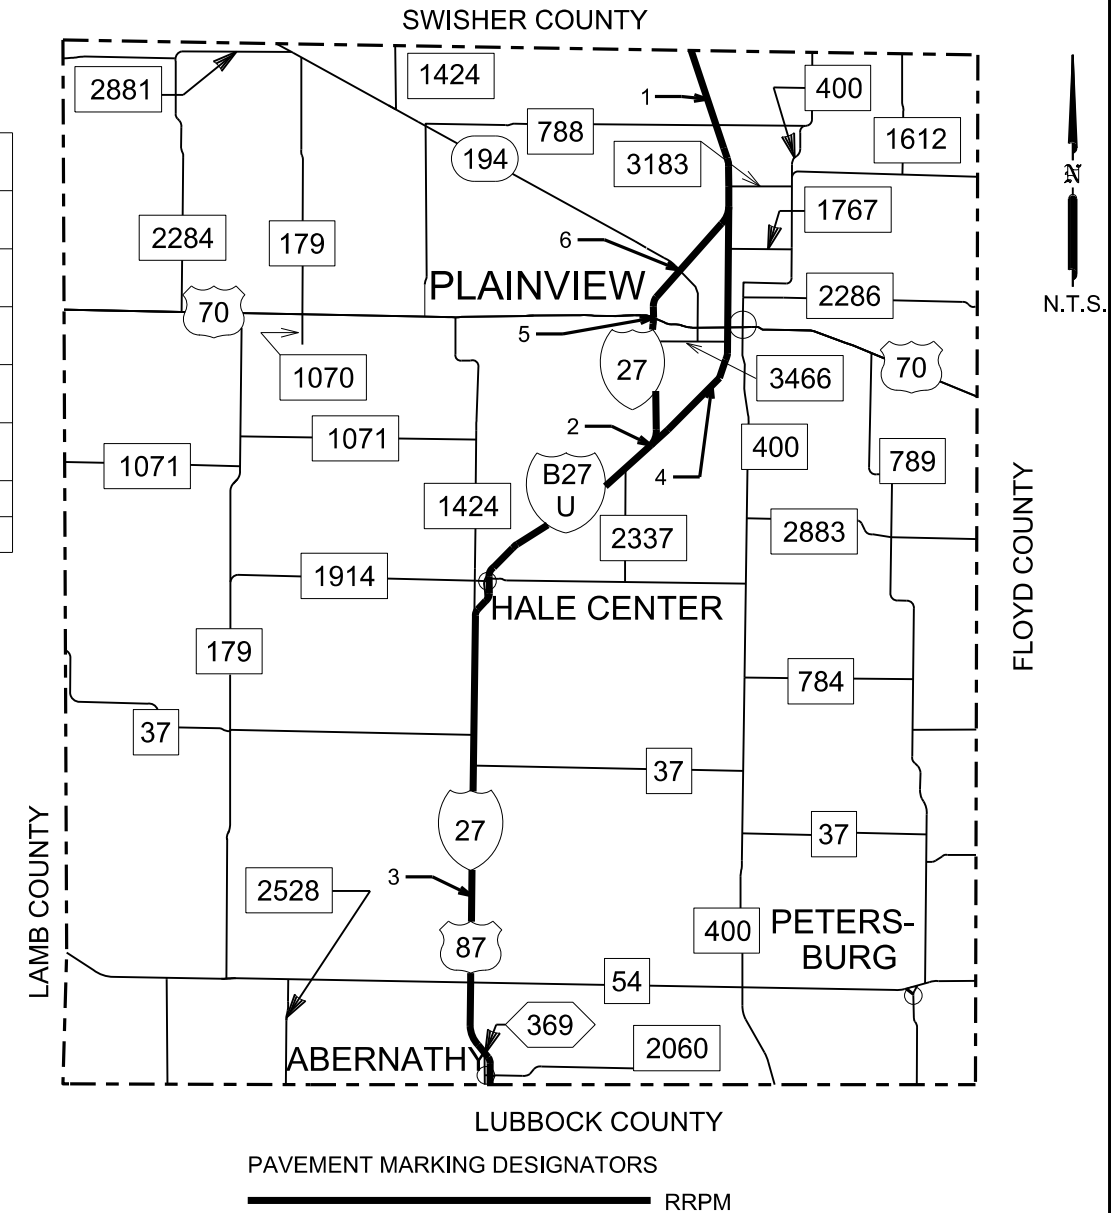 SWISHER COUNTY
1424
2881
1
400
788
1612
194
3183
N
1767
2284
179
6
PLAINVIEW
2286
N.T.S.
70
5
27
70
1070
3466
2
1071
400
1071
B27
U
4
789
1424
2337
2883
1914
HALE CENTER
FLOYD COUNTY
179
784
37
37
27
37
LAMB COUNTY
3
2528
400
PETERS-
BURG
87
54
369
ABERNATHY
2060
LUBBOCK COUNTY
PAVEMENT MARKING DESIGNATORS
RRPM